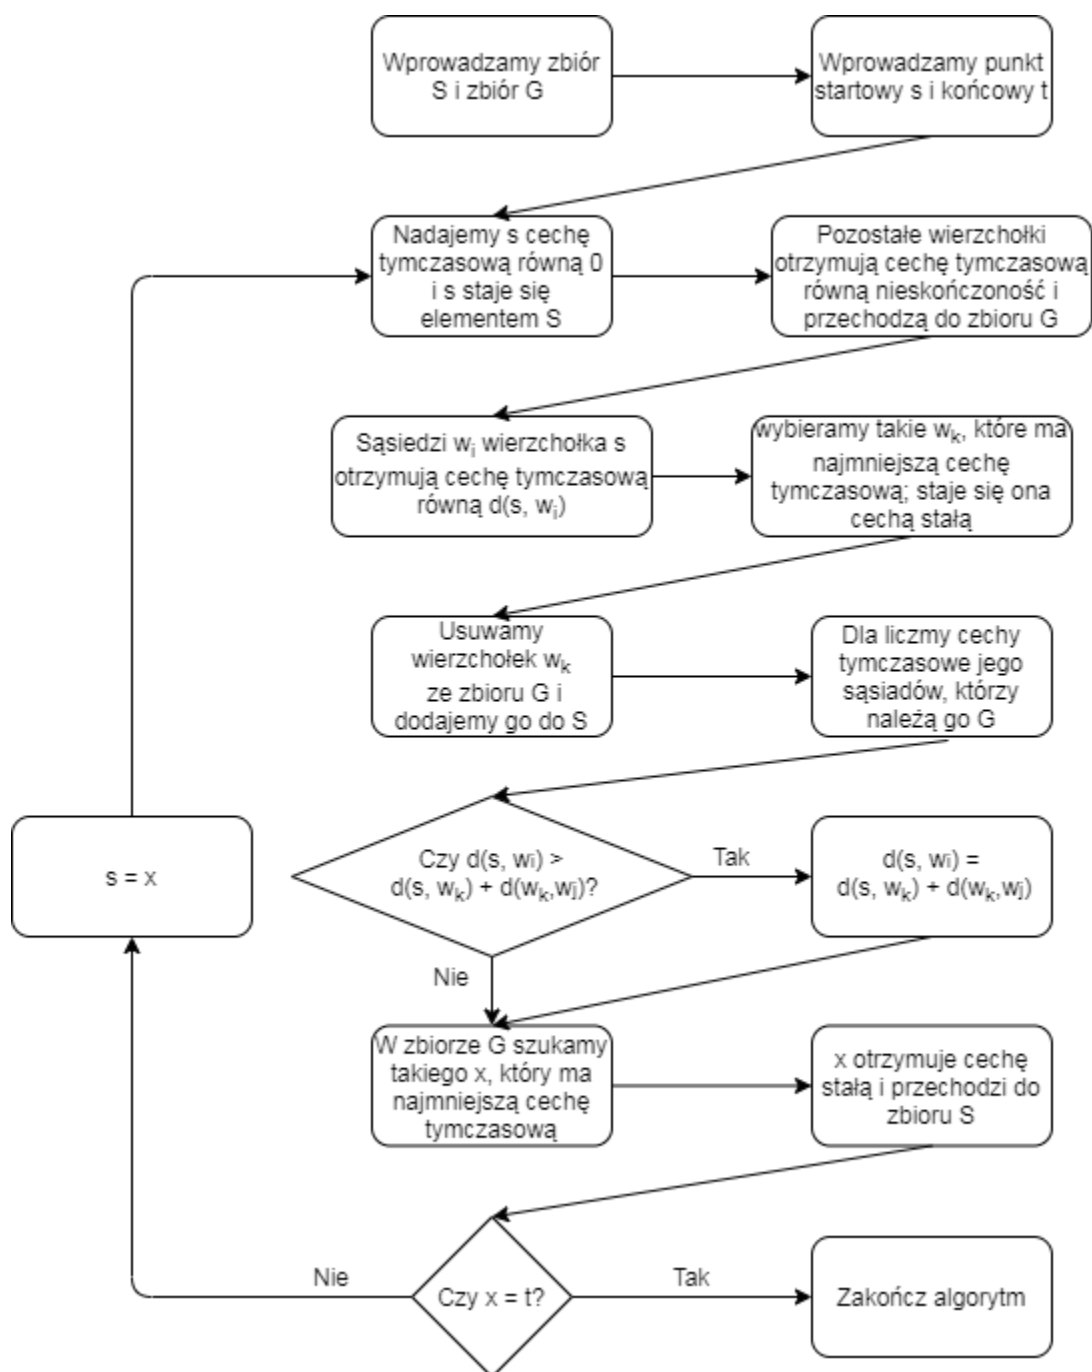 Wprowadzamy zbiór
S i zbiór G
Wprowadzamy punkt
startowy s i końcowy t
Nadajemy s cechę
tymczasową równą 0
i s staje się
elementem S
Pozostałe wierzchołki
otrzymują cechę tymczasową
równą nieskończoność i
przechodzą do zbioru G
Sąsiedzi wᵢ wierzchołka s
otrzymują cechę tymczasową
równą d(s, wᵢ)
wybieramy takie wₖ, które ma
najmniejszą cechę
tymczasową; staje się ona
cechą stałą
Usuwamy
wierzchołek wₖ
ze zbioru G i
dodajemy go do S
Dla liczmy cechy
tymczasowe jego
sąsiadów, którzy
należą go G
s = x
Czy d(s, wᵢ) >
d(s, wₖ) + d(wₖ,wⱼ)?
Tak
d(s, wᵢ) =
d(s, wₖ) + d(wₖ,wⱼ)
Nie
W zbiorze G szukamy
takiego x, który ma
najmniejszą cechę
tymczasową
x otrzymuje cechę
stałą i przechodzi do
zbioru S
Nie
Czy x = t?
Tak
Zakończ algorytm